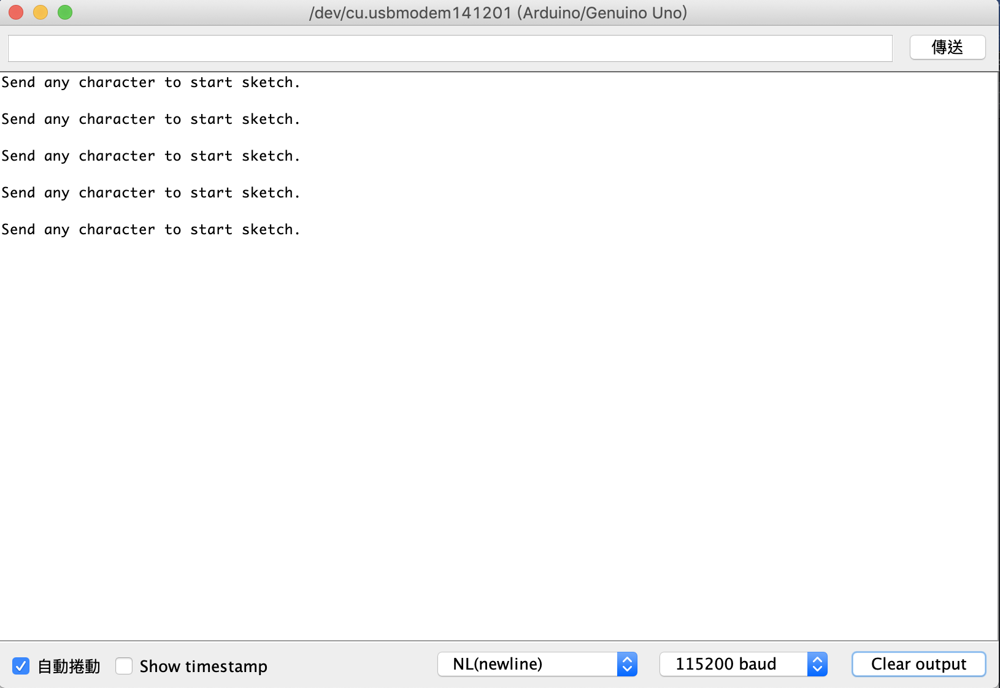 /dev/cu.usbmodem141201 (Arduino/Genuino Uno)
傳送
Send any character to start sketch.
Send any character to start sketch.
Send any character to start sketch.
Send any character to start sketch.
Send any character to start sketch.
自動捲動 Show timestamp NL(newline) 115200 baud Clear output